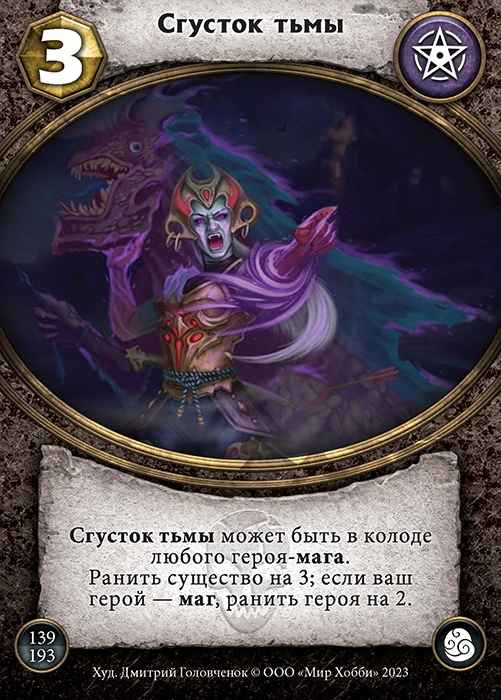 Сгусток тьмы
3
Сгусток тьмы может быть в колоде
любого героя-мага.
Ранить существо на 3; если ваш
герой — маг, ранить героя на 2.
139
193
Худ. Дмитрий Головченок © ООО «Мир Хобби» 2023